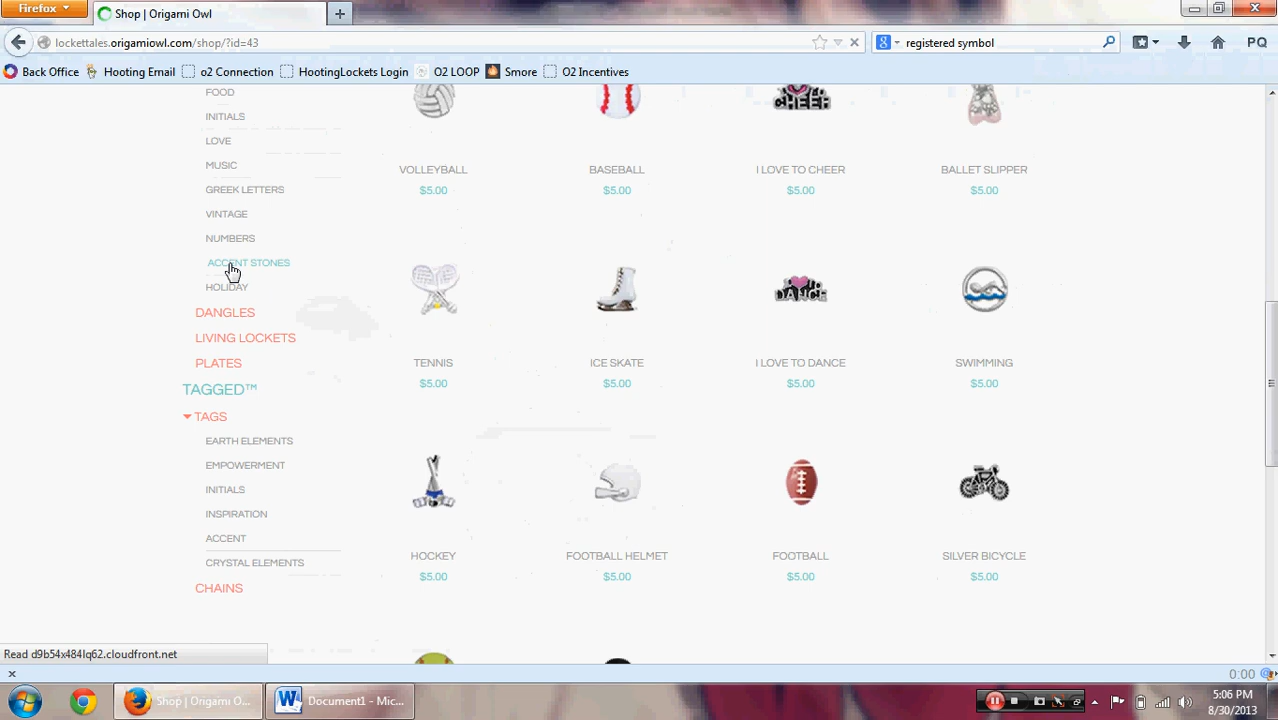 Firefox
Shop | Origami Owl
lockettales.origamiowl.com/shop/?id=43
registered symbol
PQ
Back Office
Hooting Email
o2 Connection
HootingLockets Login
O2 LOOP
Smore
O2 Incentives
FOOD
INITIALS
LOVE
MUSIC
GREEK LETTERS
VINTAGE
NUMBERS
ACCENT STONES
HOLIDAY
DANGLES
LIVING LOCKETS
PLATES
TAGGED™
TAGS
EARTH ELEMENTS
EMPOWERMENT
INITIALS
INSPIRATION
ACCENT
CRYSTAL ELEMENTS
CHAINS
CHEER
VOLLEYBALL BASEBALL I LOVE TO CHEER BALLET SLIPPER
$5.00 $5.00 $5.00 $5.00
DANCE
TENNIS ICE SKATE I LOVE TO DANCE SWIMMING
$5.00 $5.00 $5.00 $5.00
HOCKEY FOOTBALL HELMET FOOTBALL SILVER BICYCLE
$5.00 $5.00 $5.00 $5.00
Read d9b54x484lq62.cloudfront.net
0:00
Shop | Origami O...
Document1 - Mic...
5:06 PM
8/30/2013